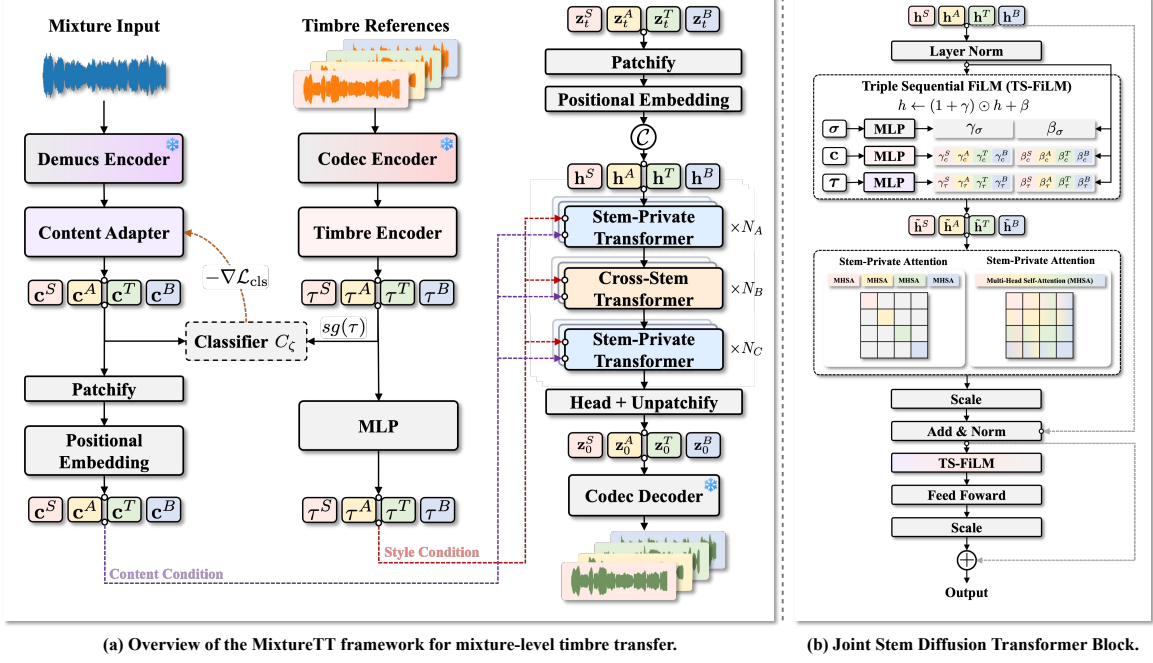 Mixture Input
Timbre References
Demucs Encoder
Codec Encoder
Content Adapter
Timbre Encoder
−∇ℒ_cls
c^S c^A c^T c^B
τ^S τ^A τ^T τ^B
Classifier C_ζ
sg(τ)
Patchify
MLP
Positional
Embedding
c^S c^A c^T c^B
τ^S τ^A τ^T τ^B
Style Condition
Content Condition
z_t^S z_t^A z_t^T z_t^B
Patchify
Positional Embedding
𝒞
h^S h^A h^T h^B
Stem-Private
Transformer
×N_A
Cross-Stem
Transformer
×N_B
Stem-Private
Transformer
×N_C
Head + Unpatchify
z_0^S z_0^A z_0^T z_0^B
Codec Decoder
(a) Overview of the MixtureTT framework for mixture-level timbre transfer.
h^S h^A h^T h^B
Layer Norm
Triple Sequential FiLM (TS-FiLM)
h ← (1 + γ) ⊙ h + β
σ MLP γ_σ β_σ
c MLP γ_c^S γ_c^A γ_c^T γ_c^B β_c^S β_c^A β_c^T β_c^B
τ MLP γ_τ^S γ_τ^A γ_τ^T γ_τ^B β_τ^S β_τ^A β_τ^T β_τ^B
h̃^S h̃^A h̃^T h̃^B
Stem-Private Attention
MHSA MHSA MHSA MHSA
Stem-Private Attention
Multi-Head Self-Attention (MHSA)
Scale
Add & Norm
TS-FiLM
Feed Foward
Scale
+
Output
(b) Joint Stem Diffusion Transformer Block.